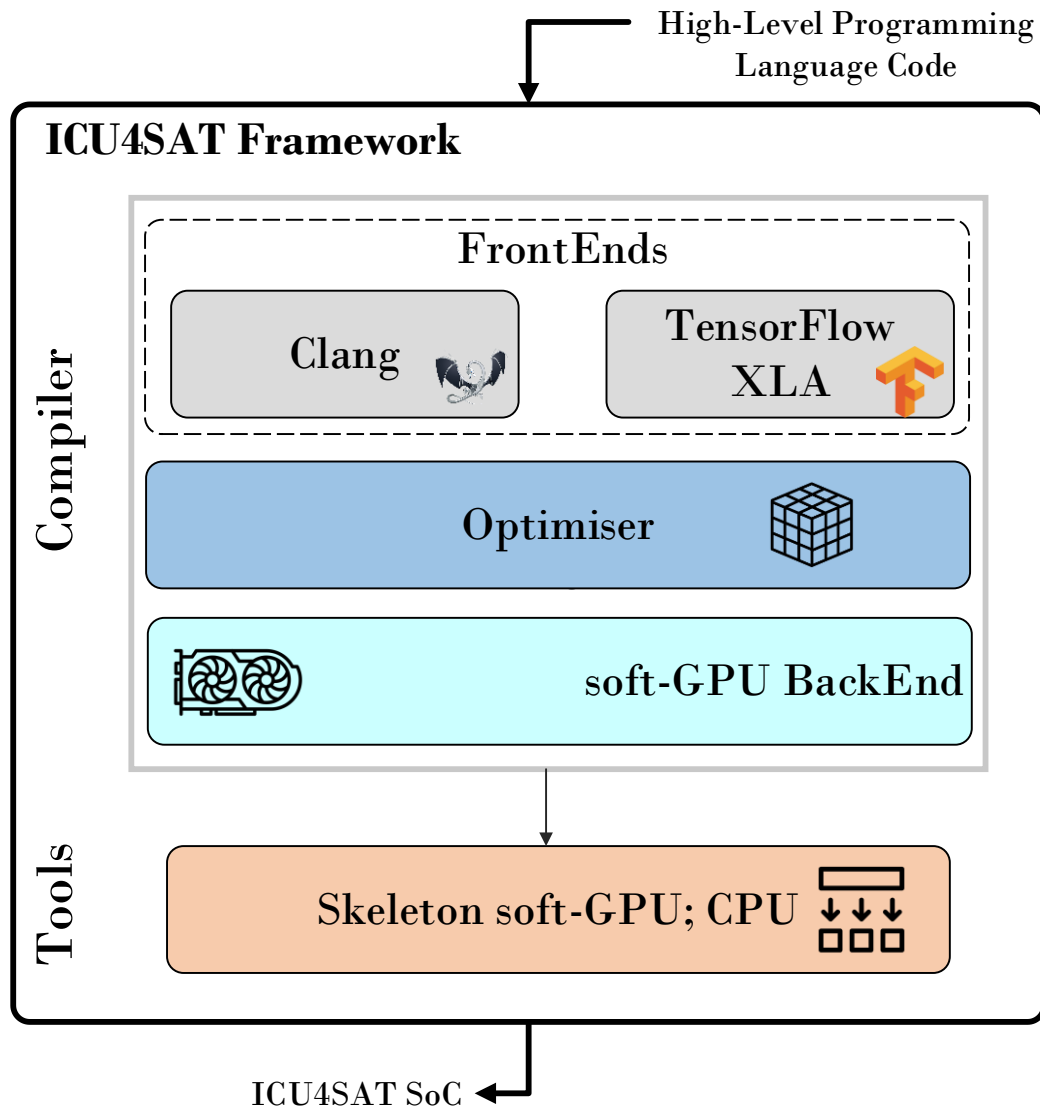 High-Level Programming
Language Code
ICU4SAT Framework
Compiler
FrontEnds
Clang
TensorFlow
XLA
Optimiser
soft-GPU BackEnd
Tools
Skeleton soft-GPU; CPU
ICU4SAT SoC